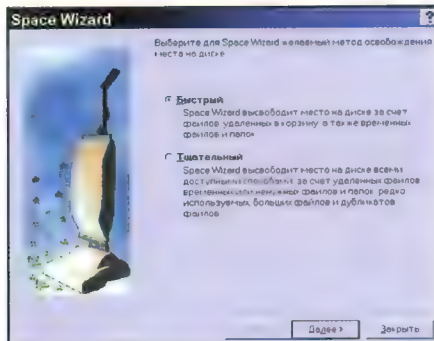 Space Wizard
Выберите для Space Wizard желаемый метод освобождения
места на диске
Быстрый
Space Wizard высвободит место на диске за счет
файлов, удаленных в корзину, а также временных
файлов и папок
Тщательный
Space Wizard высвободит место на диске всеми
доступными способами: за счет удаленных файлов
временных или ненужных файлов и папок, редко
используемых, больших файлов и дубликатов
файлов
Далее >
Закрыть